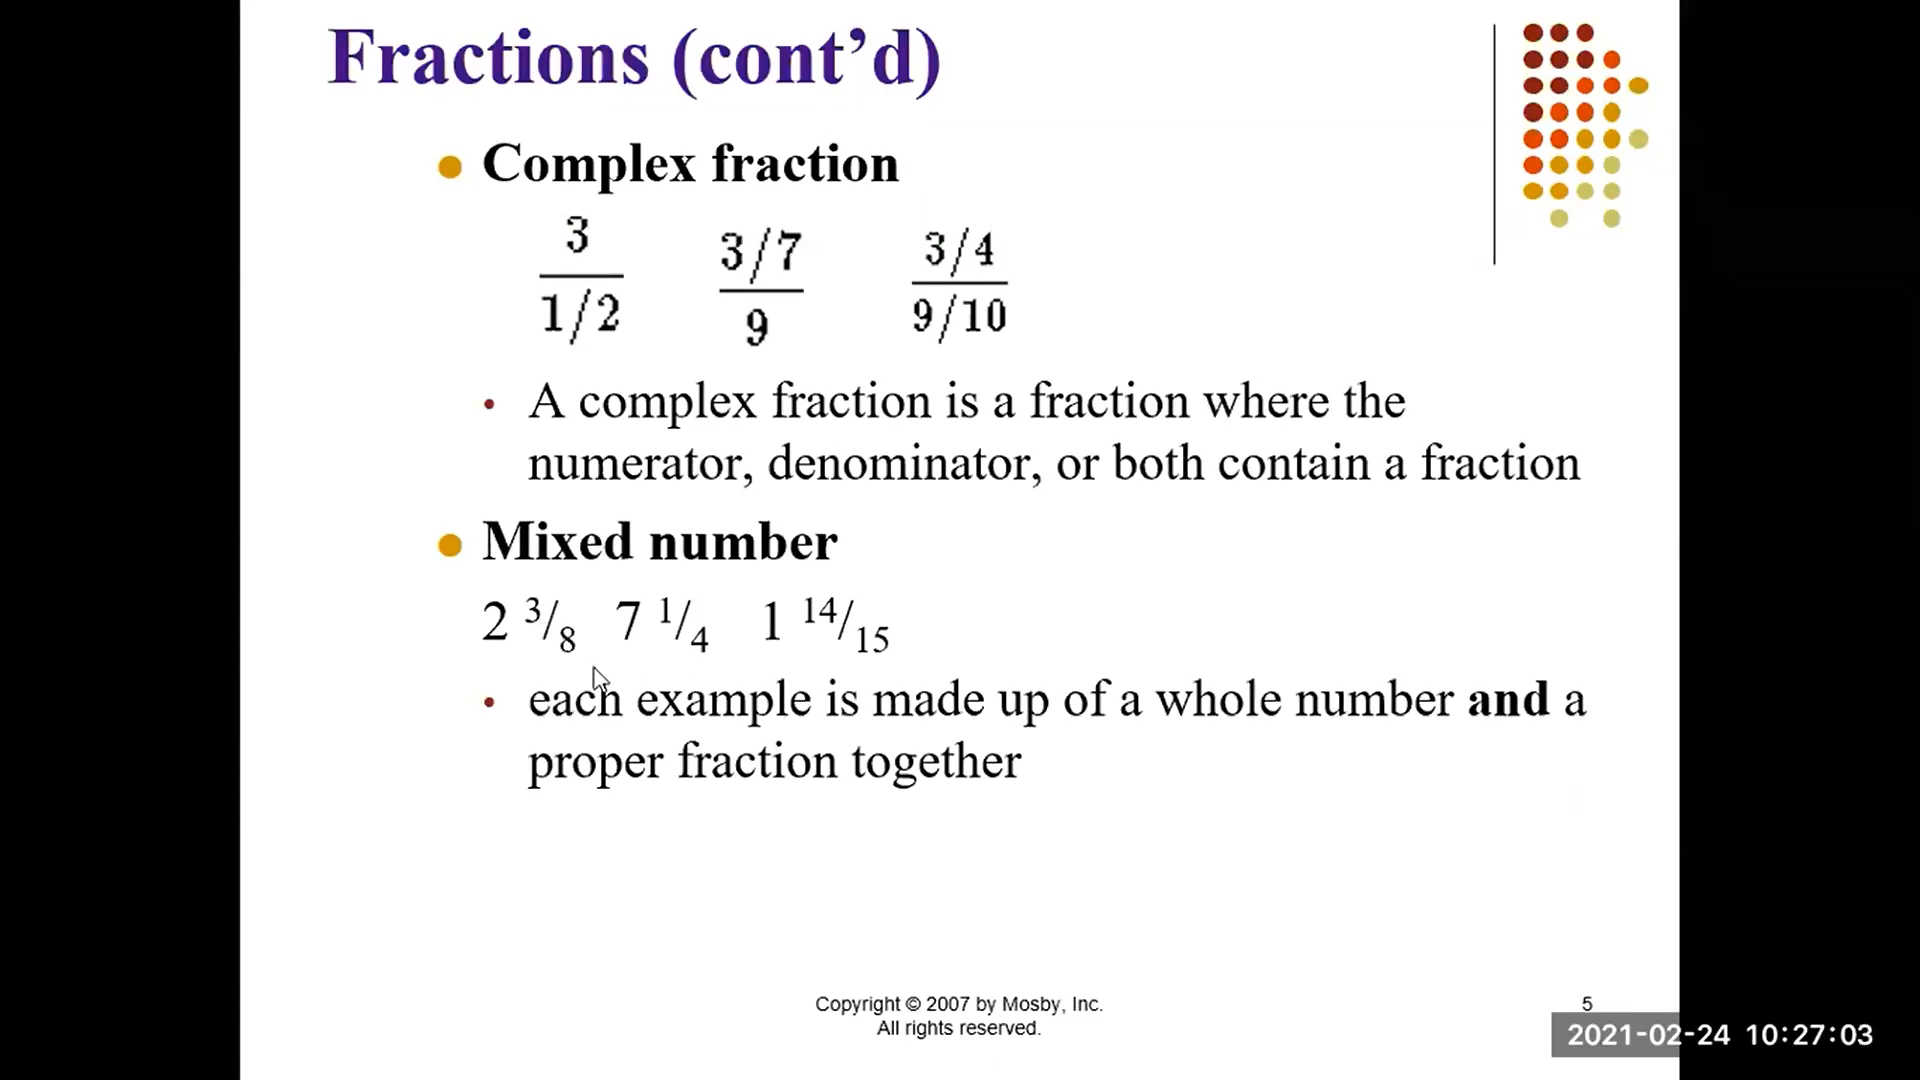 Fractions (cont’d)
Complex fraction
3
1/2
3/7
9
3/4
9/10
A complex fraction is a fraction where the
numerator, denominator, or both contain a fraction
Mixed number
2 3/8 7 1/4 1 14/15
each example is made up of a whole number and a
proper fraction together
Copyright © 2007 by Mosby, Inc.
All rights reserved.
5
2021-02-24 10:27:03